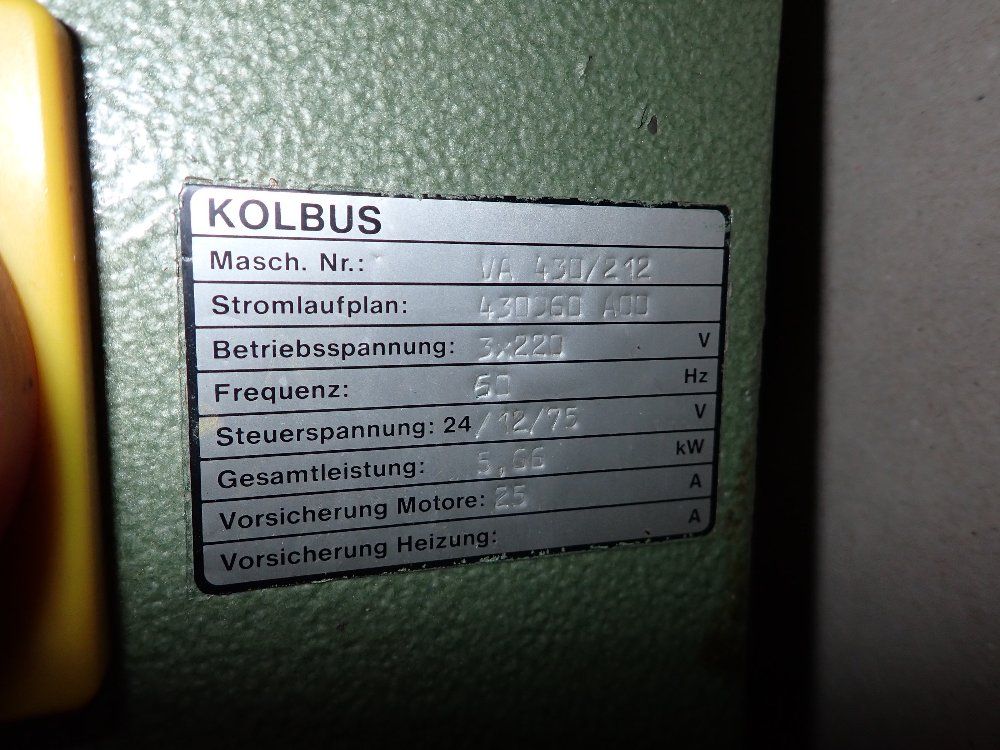 KOLBUS
Masch. Nr.: VA 430/212
Stromlaufplan: 430060 A00
Betriebsspannung: 3x220 V
Frequenz: 60 Hz
Steuerspannung: 24/12/75 V
Gesamtleistung: 5,66 kW
Vorsicherung Motore: 25 A
Vorsicherung Heizung: A